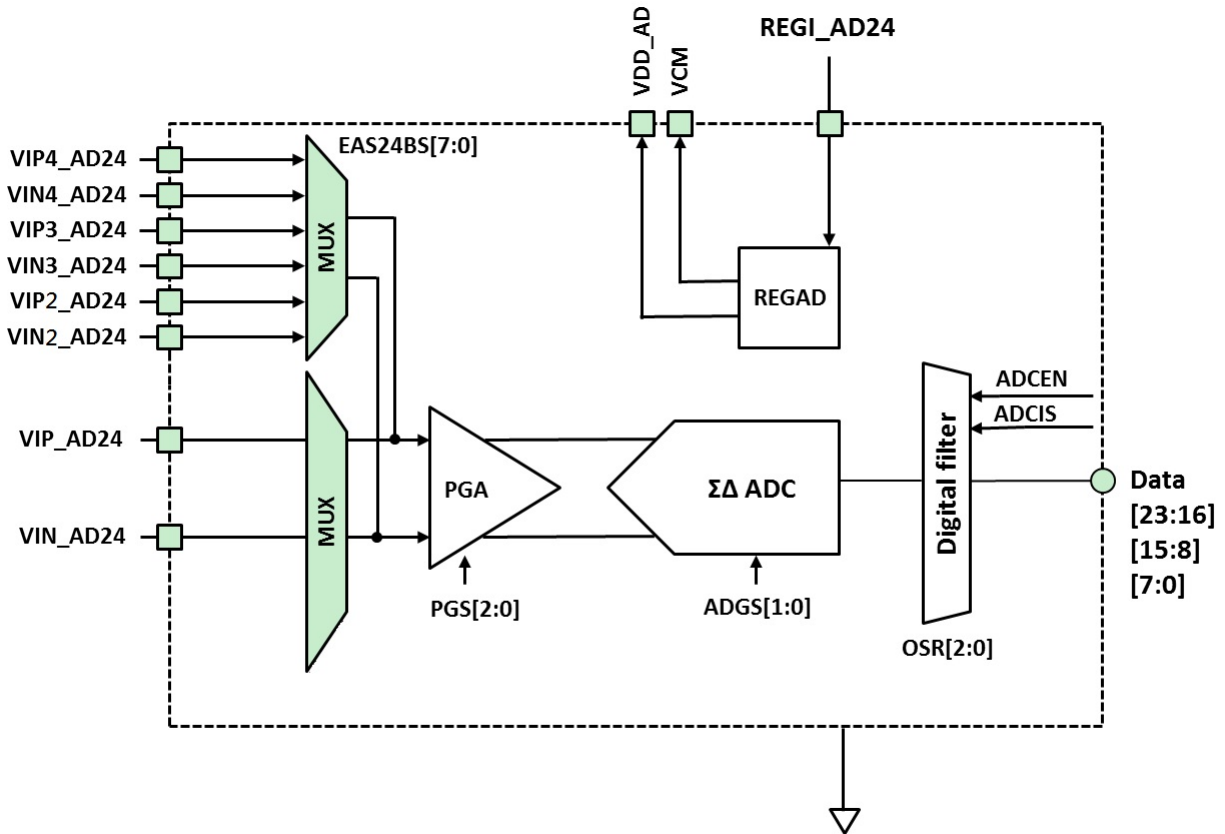 REGI_AD24
VDD_AD
VCM
EAS24BS[7:0]
VIP4_AD24
VIN4_AD24
VIP3_AD24
VIN3_AD24
VIP2_AD24
VIN2_AD24
MUX
REGAD
ADCEN
ADCIS
VIP_AD24
VIN_AD24
MUX
PGA
ΣΔ ADC
Digital filter
Data
[23:16]
[15:8]
[7:0]
PGS[2:0]
ADGS[1:0]
OSR[2:0]